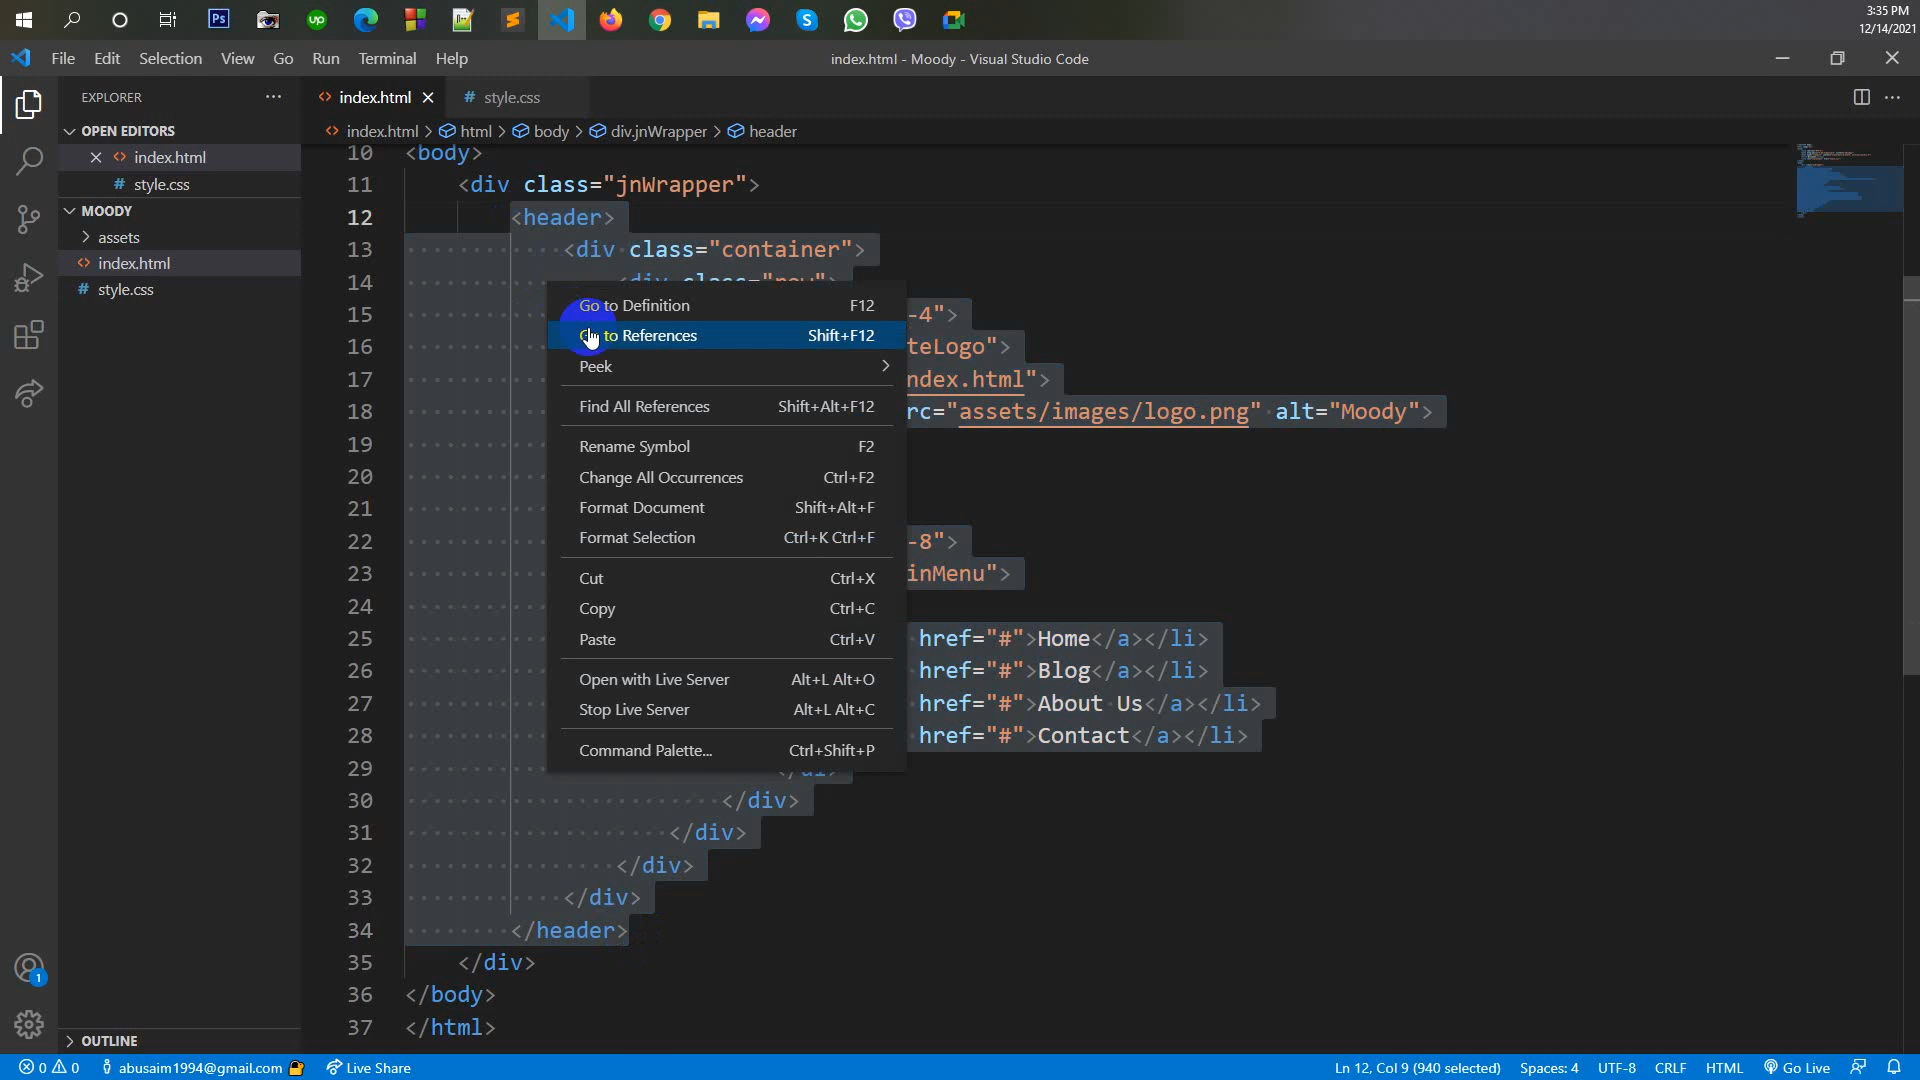 3:35 PM
12/14/2021
File Edit Selection View Go Run Terminal Help
index.html - Moody - Visual Studio Code
EXPLORER
index.html
# style.css
OPEN EDITORS
index.html > html > body > div.jnWrapper > header
index.html
# style.css
MOODY
assets
index.html
# style.css
10 <body>
11 <div class="jnWrapper">
12 <header>
13 <div class="container">
14 <div class="row">
15 -4">
16 teLogo">
17 ndex.html">
18 rc="assets/images/logo.png" alt="Moody">
19
20
21
22 -8">
23 inMenu">
24
25 href="#">Home</a></li>
26 href="#">Blog</a></li>
27 href="#">About Us</a></li>
28 href="#">Contact</a></li>
29
30 </div>
31 </div>
32 </div>
33 </div>
34 </header>
35 </div>
36 </body>
37 </html>
Go to Definition F12
Go to References Shift+F12
Peek
Find All References Shift+Alt+F12
Rename Symbol F2
Change All Occurrences Ctrl+F2
Format Document Shift+Alt+F
Format Selection Ctrl+K Ctrl+F
Cut Ctrl+X
Copy Ctrl+C
Paste Ctrl+V
Open with Live Server Alt+L Alt+O
Stop Live Server Alt+L Alt+C
Command Palette... Ctrl+Shift+P
OUTLINE
1
0 0 abusaim1994@gmail.com Live Share
Ln 12, Col 9 (940 selected) Spaces: 4 UTF-8 CRLF HTML Go Live
Ps
up